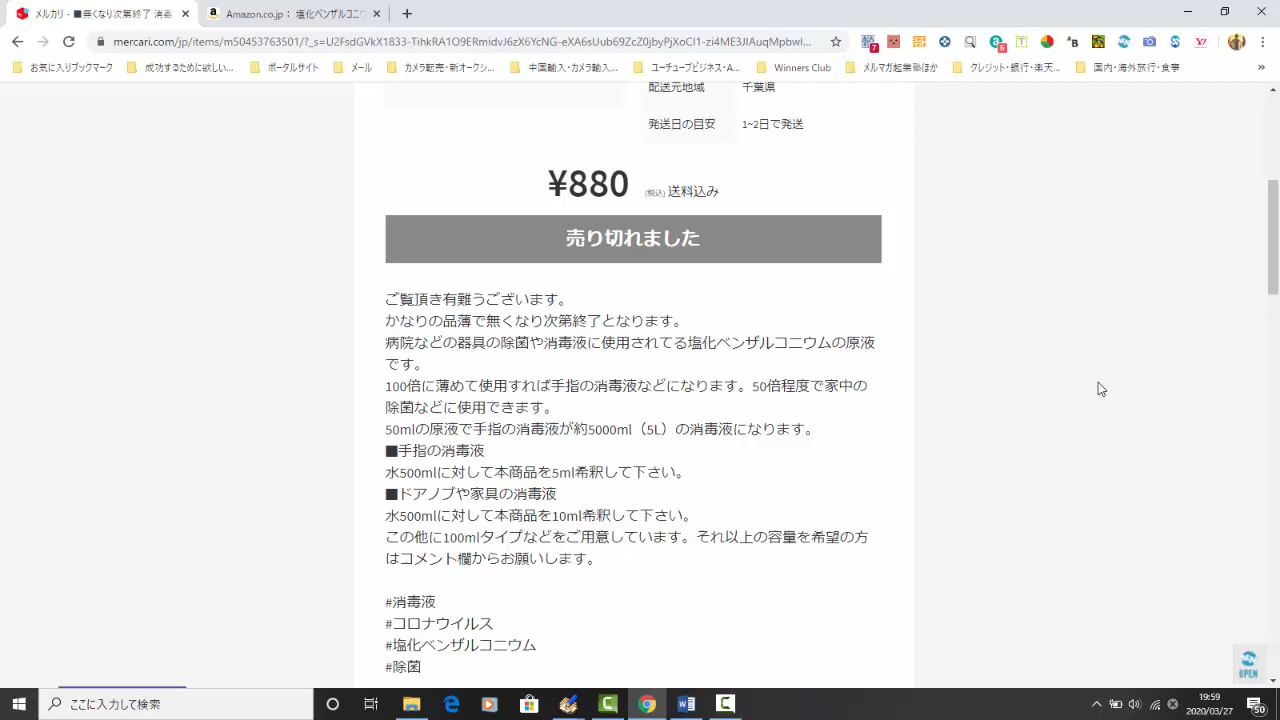 メルカリ - ■無くなり次第終了 消毒
Amazon.co.jp： 塩化ベンザルコニウ
mercari.com/jp/items/m50453763501/?_s=U2FsdGVkX1833-
お気に入りブックマーク
成功するために欲しい...
ポータルサイト
メール
カメラ転売・新オークシ...
中国輸入・カメラ輸入...
ユーチューブビジネス・A...
Winners Club
メルマガ起業塾ほか
クレジット・銀行・楽天...
国内・海外旅行・食事
»
配送元地域 千葉県
発送日の目安 1~2日で発送
¥880 (税込) 送料込み
売り切れました
ご覧頂き有難うございます。
かなりの品薄で無くなり次第終了となります。
病院などの器具の除菌や消毒液に使用されてる塩化ベンザルコニウムの原液
です。
100倍に薄めて使用すれば手指の消毒液などになります。50倍程度で家中の
除菌などに使用できます。
50mlの原液で手指の消毒液が約5000ml（5L）の消毒液になります。
■手指の消毒液
水500mlに対して本商品を5ml希釈して下さい。
■ドアノブや家具の消毒液
水500mlに対して本商品を10ml希釈して下さい。
この他に100mlタイプなどをご用意しています。それ以上の容量を希望の方
はコメント欄からお願いします。
#消毒液
#コロナウイルス
#塩化ベンザルコニウム
#除菌
OPEN
ここに入力して検索
19:59
2020/03/27
50